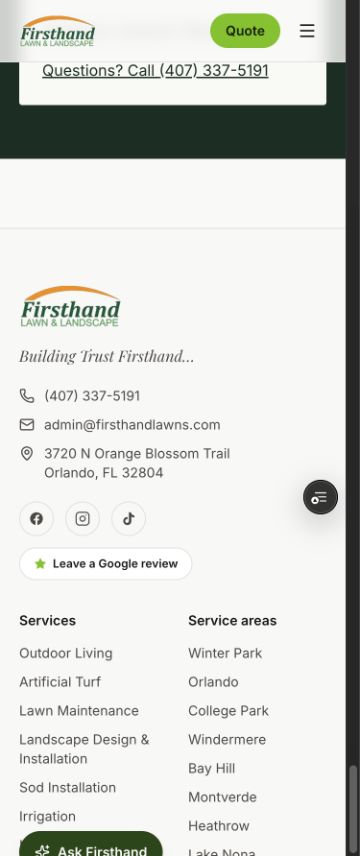 Firsthand
LAWN & LANDSCAPE
Quote
Questions? Call (407) 337-5191
Firsthand
LAWN & LANDSCAPE
Building Trust Firsthand...
(407) 337-5191
admin@firsthandlawns.com
3720 N Orange Blossom Trail
Orlando, FL 32804
Leave a Google review
Services
Outdoor Living
Artificial Turf
Lawn Maintenance
Landscape Design &
Installation
Sod Installation
Irrigation
Service areas
Winter Park
Orlando
College Park
Windermere
Bay Hill
Montverde
Heathrow
Lake Nona
Ask Firsthand